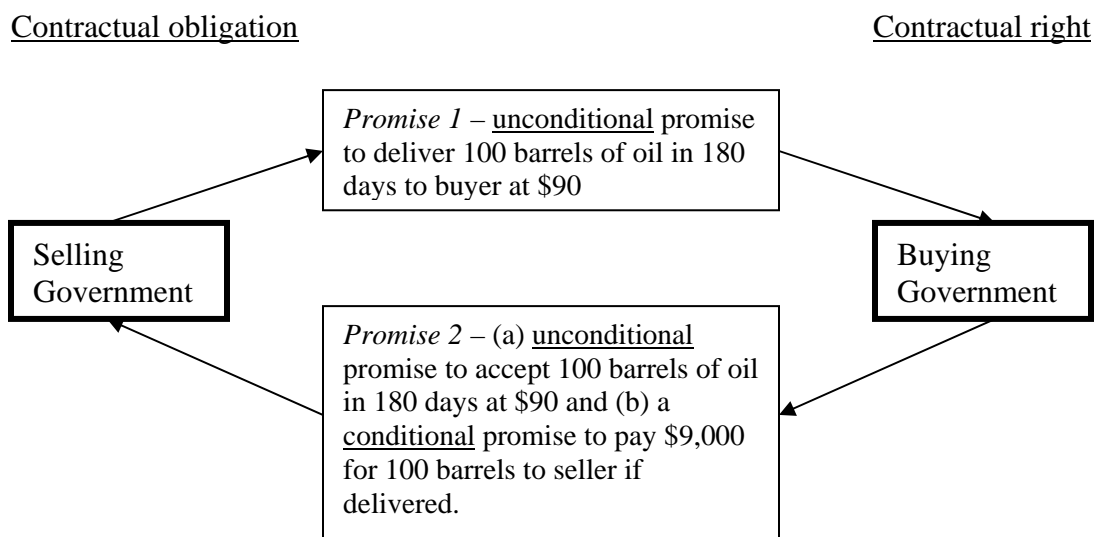 Contractual obligation
Contractual right
Promise 1 – unconditional promise
to deliver 100 barrels of oil in 180
days to buyer at $90
Selling
Government
Buying
Government
Promise 2 – (a) unconditional
promise to accept 100 barrels of oil
in 180 days at $90 and (b) a
conditional promise to pay $9,000
for 100 barrels to seller if
delivered.